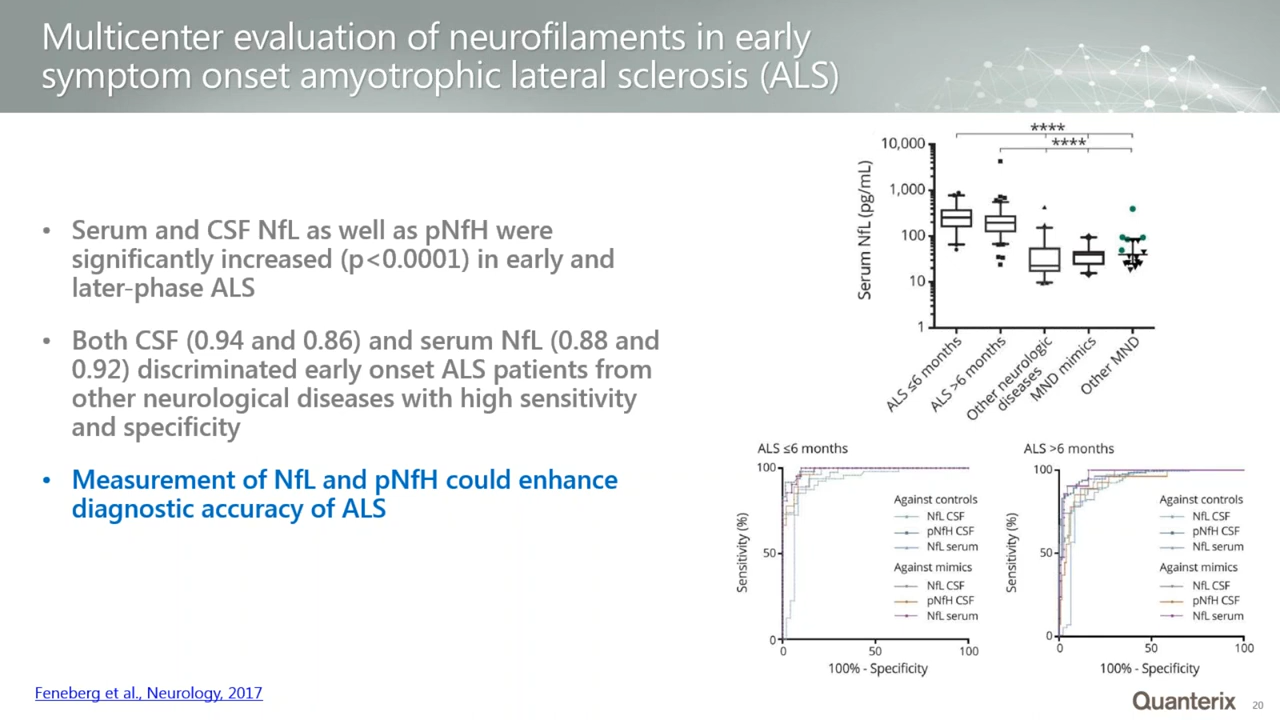 Multicenter evaluation of neurofilaments in early
symptom onset amyotrophic lateral sclerosis (ALS)
• Serum and CSF NfL as well as pNfH were
significantly increased (p<0.0001) in early and
later-phase ALS
• Both CSF (0.94 and 0.86) and serum NfL (0.88 and
0.92) discriminated early onset ALS patients from
other neurological diseases with high sensitivity
and specificity
• Measurement of NfL and pNfH could enhance
diagnostic accuracy of ALS
****
****
Serum NfL (pg/mL)
10,000
1,000
100
10
1
ALS ≤6 months
ALS >6 months
Other neurologic
diseases
MND mimics
Other MND
ALS ≤6 months
Sensitivity (%)
100
50
0
0 50 100
100% - Specificity
Against controls
NfL CSF
pNfH CSF
NfL serum
Against mimics
NfL CSF
pNfH CSF
NfL serum
ALS >6 months
Sensitivity (%)
100
50
0
0 50 100
100% - Specificity
Against controls
NfL CSF
pNfH CSF
NfL serum
Against mimics
NfL CSF
pNfH CSF
NfL serum
Feneberg et al., Neurology, 2017
Quanterix
20